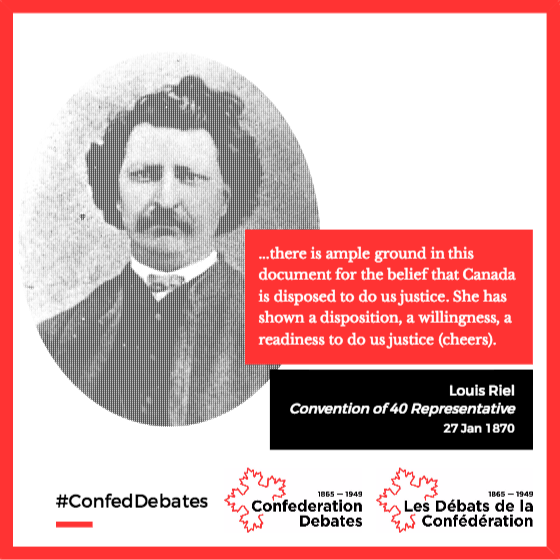 ...there is ample ground in this
document for the belief that Canada
is disposed to do us justice. She has
shown a disposition, a willingness, a
readiness to do us justice (cheers).
Louis Riel
Convention of 40 Representative
27 Jan 1870
#ConfedDebates
1865 — 1949
Confederation
Debates
1865 — 1949
Les Débats de la
Confédération